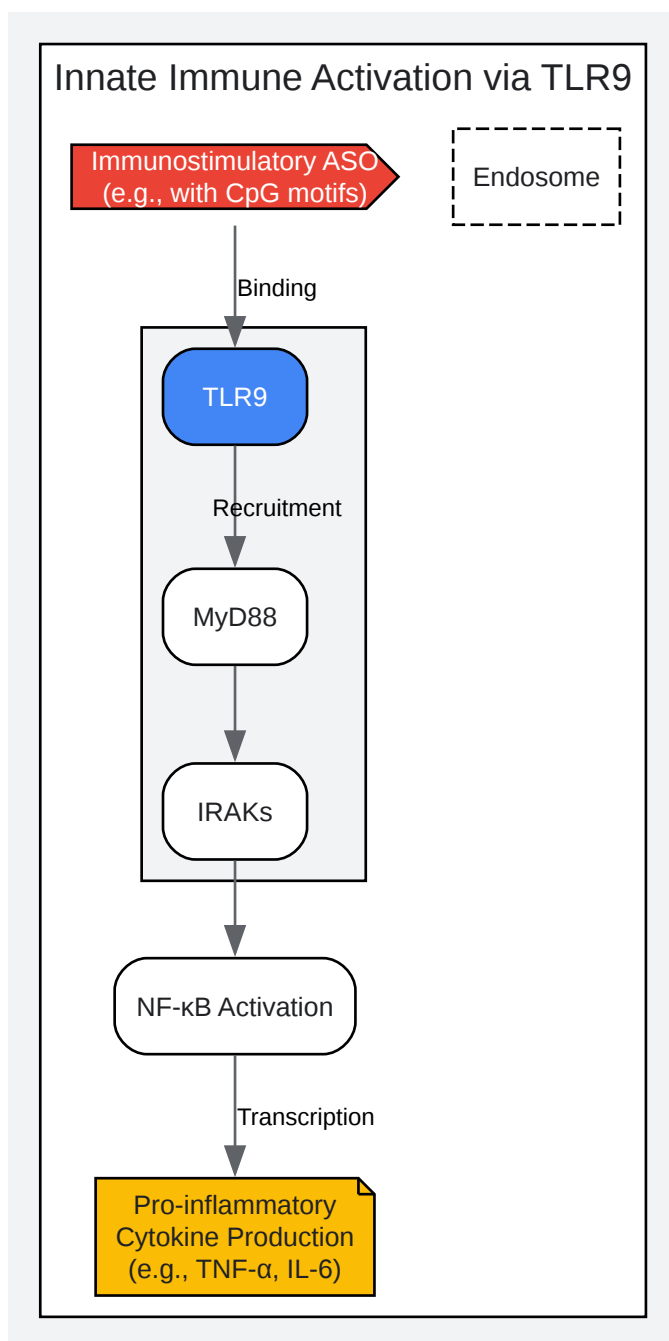 Innate Immune Activation via TLR9
Immunostimulatory ASO
(e.g., with CpG motifs)
Endosome
Binding
TLR9
Recruitment
MyD88
IRAKs
NF-κB Activation
Transcription
Pro-inflammatory
Cytokine Production
(e.g., TNF-α, IL-6)